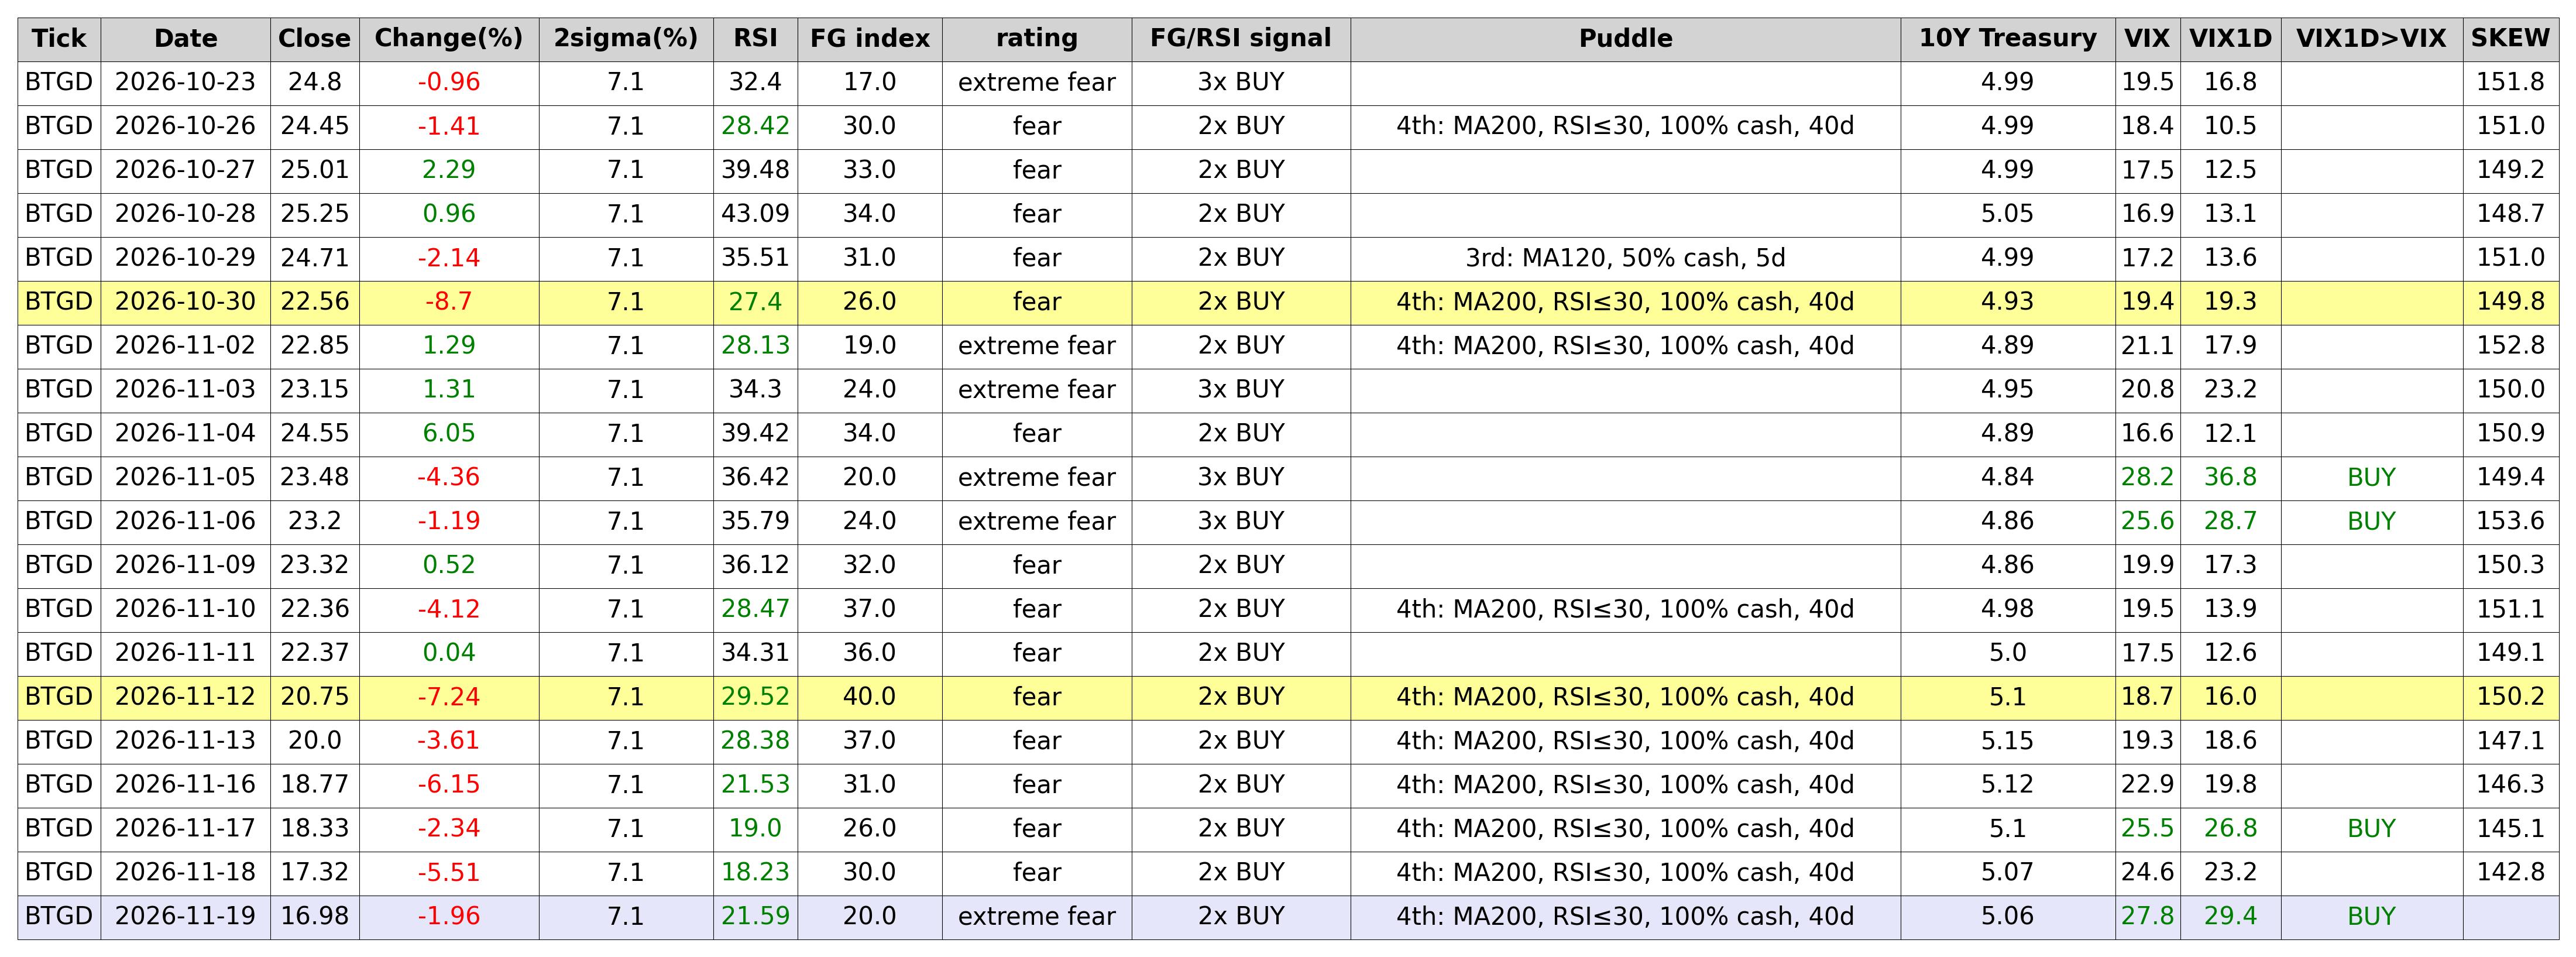 Tick Date Close Change(%) 2sigma(%) RSI FG index rating FG/RSI signal Puddle 10Y Treasury VIX VIX1D VIX1D>VIX SKEW
BTGD 2026-10-23 24.8 -0.96 7.1 32.4 17.0 extreme fear 3x BUY 4.99 19.5 16.8 151.8
BTGD 2026-10-26 24.45 -1.41 7.1 28.42 30.0 fear 2x BUY 4th: MA200, RSI≤30, 100% cash, 40d 4.99 18.4 10.5 151.0
BTGD 2026-10-27 25.01 2.29 7.1 39.48 33.0 fear 2x BUY 4.99 17.5 12.5 149.2
BTGD 2026-10-28 25.25 0.96 7.1 43.09 34.0 fear 2x BUY 5.05 16.9 13.1 148.7
BTGD 2026-10-29 24.71 -2.14 7.1 35.51 31.0 fear 2x BUY 3rd: MA120, 50% cash, 5d 4.99 17.2 13.6 151.0
BTGD 2026-10-30 22.56 -8.7 7.1 27.4 26.0 fear 2x BUY 4th: MA200, RSI≤30, 100% cash, 40d 4.93 19.4 19.3 149.8
BTGD 2026-11-02 22.85 1.29 7.1 28.13 19.0 extreme fear 2x BUY 4th: MA200, RSI≤30, 100% cash, 40d 4.89 21.1 17.9 152.8
BTGD 2026-11-03 23.15 1.31 7.1 34.3 24.0 extreme fear 3x BUY 4.95 20.8 23.2 150.0
BTGD 2026-11-04 24.55 6.05 7.1 39.42 34.0 fear 2x BUY 4.89 16.6 12.1 150.9
BTGD 2026-11-05 23.48 -4.36 7.1 36.42 20.0 extreme fear 3x BUY 4.84 28.2 36.8 BUY 149.4
BTGD 2026-11-06 23.2 -1.19 7.1 35.79 24.0 extreme fear 3x BUY 4.86 25.6 28.7 BUY 153.6
BTGD 2026-11-09 23.32 0.52 7.1 36.12 32.0 fear 2x BUY 4.86 19.9 17.3 150.3
BTGD 2026-11-10 22.36 -4.12 7.1 28.47 37.0 fear 2x BUY 4th: MA200, RSI≤30, 100% cash, 40d 4.98 19.5 13.9 151.1
BTGD 2026-11-11 22.37 0.04 7.1 34.31 36.0 fear 2x BUY 5.0 17.5 12.6 149.1
BTGD 2026-11-12 20.75 -7.24 7.1 29.52 40.0 fear 2x BUY 4th: MA200, RSI≤30, 100% cash, 40d 5.1 18.7 16.0 150.2
BTGD 2026-11-13 20.0 -3.61 7.1 28.38 37.0 fear 2x BUY 4th: MA200, RSI≤30, 100% cash, 40d 5.15 19.3 18.6 147.1
BTGD 2026-11-16 18.77 -6.15 7.1 21.53 31.0 fear 2x BUY 4th: MA200, RSI≤30, 100% cash, 40d 5.12 22.9 19.8 146.3
BTGD 2026-11-17 18.33 -2.34 7.1 19.0 26.0 fear 2x BUY 4th: MA200, RSI≤30, 100% cash, 40d 5.1 25.5 26.8 BUY 145.1
BTGD 2026-11-18 17.32 -5.51 7.1 18.23 30.0 fear 2x BUY 4th: MA200, RSI≤30, 100% cash, 40d 5.07 24.6 23.2 142.8
BTGD 2026-11-19 16.98 -1.96 7.1 21.59 20.0 extreme fear 2x BUY 4th: MA200, RSI≤30, 100% cash, 40d 5.06 27.8 29.4 BUY